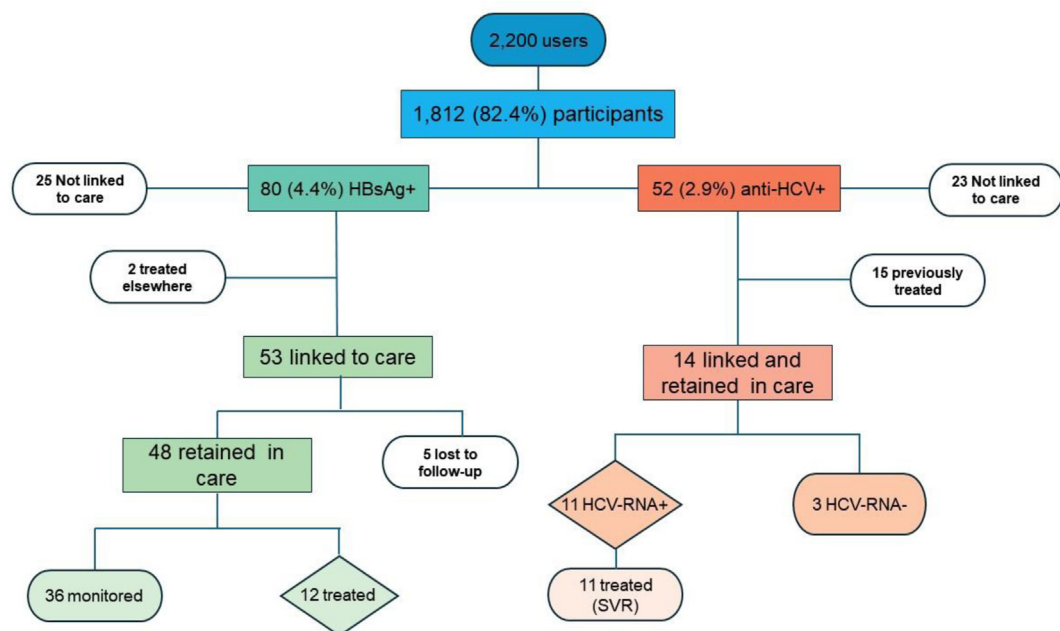 2,200 users
1,812 (82.4%) participants
25 Not linked
to care
80 (4.4%) HBsAg+
52 (2.9%) anti-HCV+
23 Not linked
to care
2 treated
elsewhere
15 previously
treated
53 linked to care
14 linked and
retained in care
48 retained in
care
5 lost to
follow-up
11 HCV-RNA+
3 HCV-RNA-
36 monitored
12 treated
11 treated
(SVR)